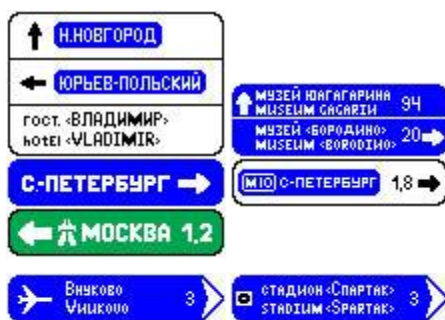 Н.НОВГОРОД
ЮРЬЕВ-ПОЛЬСКИЙ
ГОСТ. «ВЛАДИМИР»
hotel «VLADIMIR»
С.-ПЕТЕРБУРГ
МОСКВА 1,2
МУЗЕЙ ЮАГАГАРИНА 94
MUSEUM GAGARIN
МУЗЕЙ «БОРОДИНО» 20
MUSEUM «BORODINO»
М10 С-ПЕТЕРБУРГ 1,8
Внуково 3
Vnukovo
СТАДИОН «СПАРТАК» 3
STADIUM «SPARTAK»